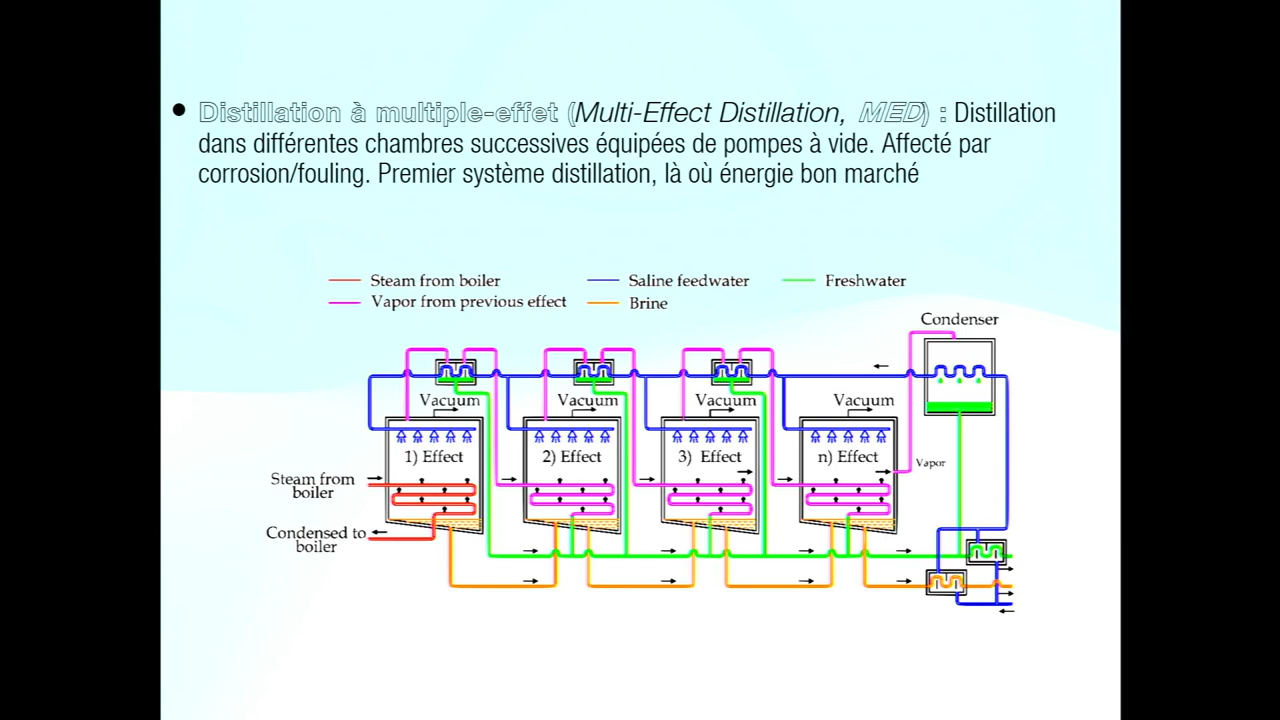 • Distillation à multiple-effet (Multi-Effect Distillation, MED) : Distillation
dans différentes chambres successives équipées de pompes à vide. Affecté par
corrosion/fouling. Premier système distillation, là où énergie bon marché
Steam from boiler
Saline feedwater
Freshwater
Vapor from previous effect
Brine
Condenser
Vacuum
Vacuum
Vacuum
Vacuum
1) Effect
2) Effect
3) Effect
n) Effect
Vapor
Steam from
boiler
Condensed to
boiler